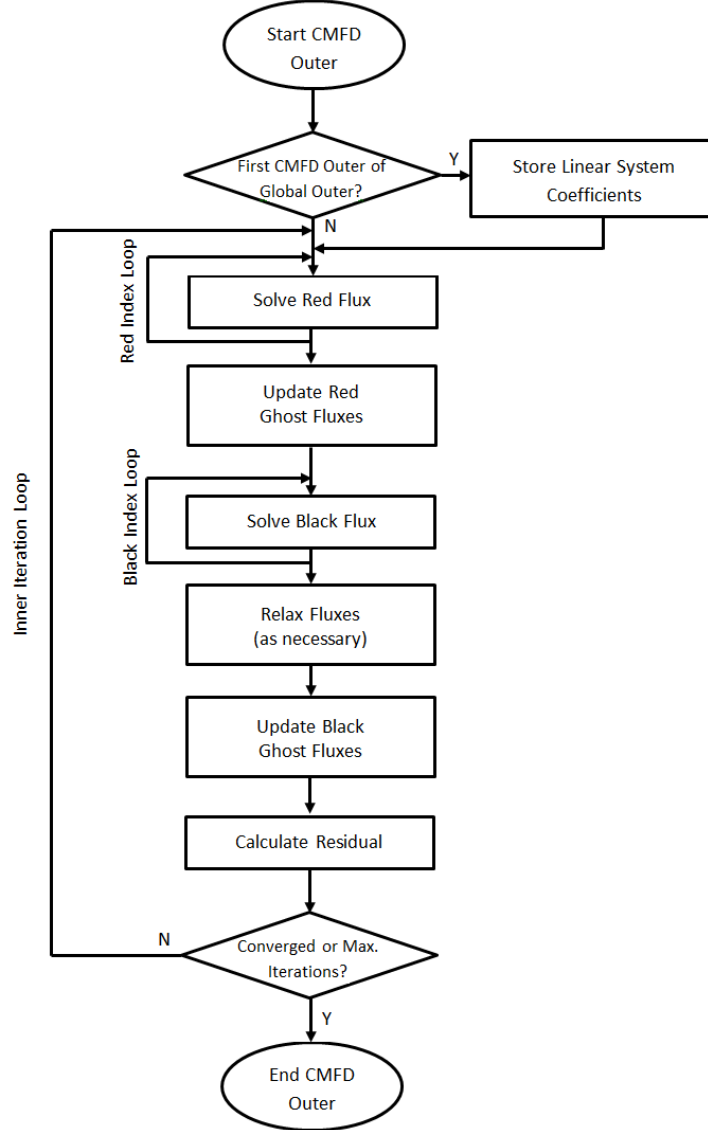 Start CMFD
Outer
First CMFD Outer of
Global Outer?
Y
Store Linear System
Coefficients
N
Red Index Loop
Solve Red Flux
Update Red
Ghost Fluxes
Inner Iteration Loop
Black Index Loop
Solve Black Flux
Relax Fluxes
(as necessary)
Update Black
Ghost Fluxes
Calculate Residual
N
Converged or Max.
Iterations?
Y
End CMFD
Outer